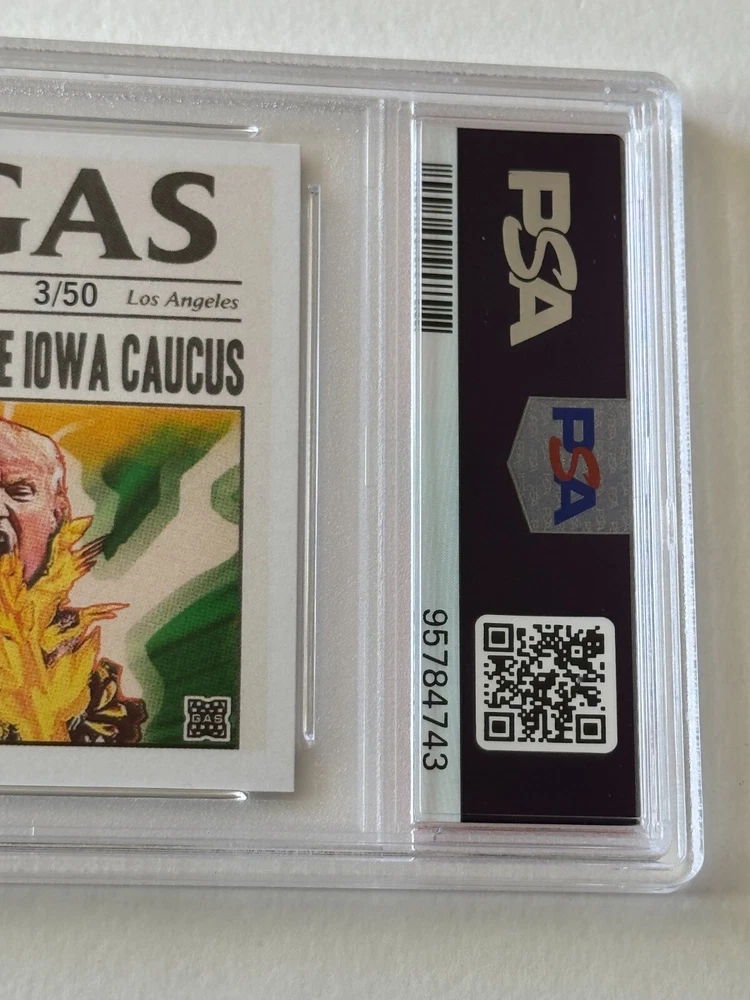 GAS
3/50 Los Angeles
E IOWA CAUCUS
GAS
PSA
PSA
95784743